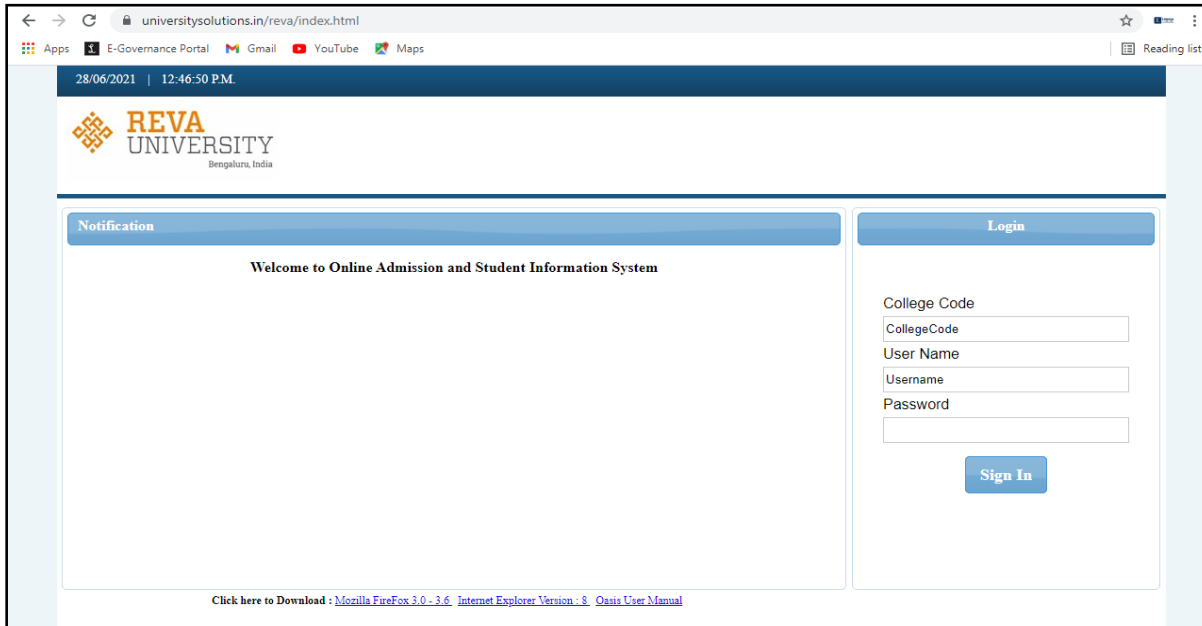 universitysolutions.in/reva/index.html
Apps E-Governance Portal Gmail YouTube Maps Reading list
28/06/2021 | 12:46:50 P.M.
REVA
UNIVERSITY
Bengaluru, India
Notification
Welcome to Online Admission and Student Information System
Login
College Code
CollegeCode
User Name
Username
Password
Sign In
Click here to Download : Mozilla FireFox 3.0 - 3.6 Internet Explorer Version : 8 Oasis User Manual